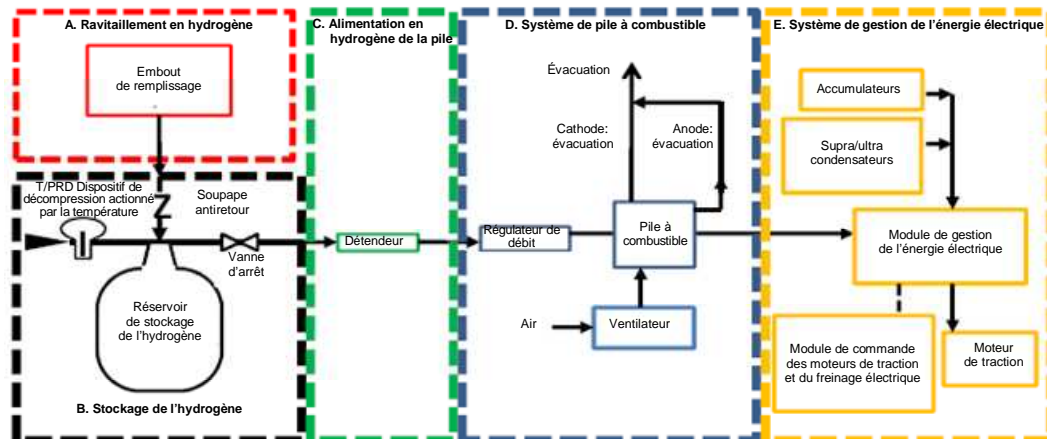 A. Ravitaillement en hydrogène
Embout
de remplissage
T/PRD Dispositif de
décompression actionné
par la température
Soupape
antiretour
Vanne
d'arrêt
Réservoir
de stockage
de l'hydrogène
B. Stockage de l'hydrogène
C. Alimentation en
hydrogène de la pile
Détendeur
D. Système de pile à combustible
Évacuation
Cathode:
évacuation
Anode:
évacuation
Régulateur de
débit
Pile
à combustible
Air
Ventilateur
E. Système de gestion de l'énergie électrique
Accumulateurs
Supra/ultra
condensateurs
Module de gestion
de l'énergie électrique
Module de commande
des moteurs de traction
et du freinage électrique
Moteur
de traction